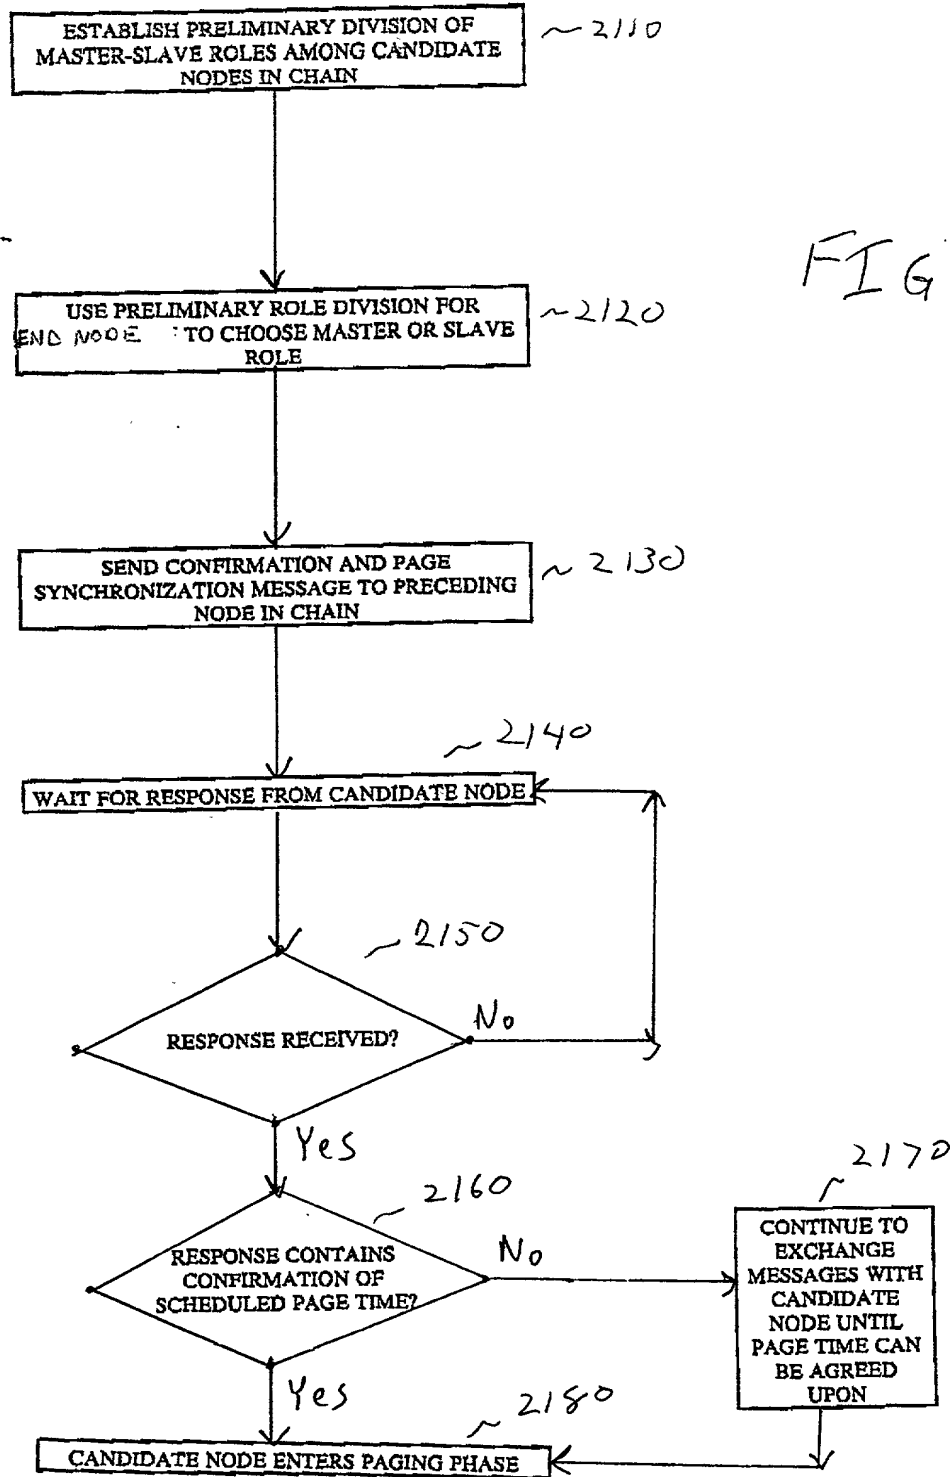 ESTABLISH PRELIMINARY DIVISION OF
MASTER-SLAVE ROLES AMONG CANDIDATE
NODES IN CHAIN
~2110
FIG
USE PRELIMINARY ROLE DIVISION FOR
END NODE TO CHOOSE MASTER OR SLAVE
ROLE
~2120
SEND CONFIRMATION AND PAGE
SYNCHRONIZATION MESSAGE TO PRECEDING
NODE IN CHAIN
~2130
~2140
WAIT FOR RESPONSE FROM CANDIDATE NODE
~2150
RESPONSE RECEIVED?
No
Yes
~2160
RESPONSE CONTAINS
CONFIRMATION OF
SCHEDULED PAGE TIME?
No
~2170
CONTINUE TO
EXCHANGE
MESSAGES WITH
CANDIDATE
NODE UNTIL
PAGE TIME CAN
BE AGREED
UPON
Yes
~2180
CANDIDATE NODE ENTERS PAGING PHASE